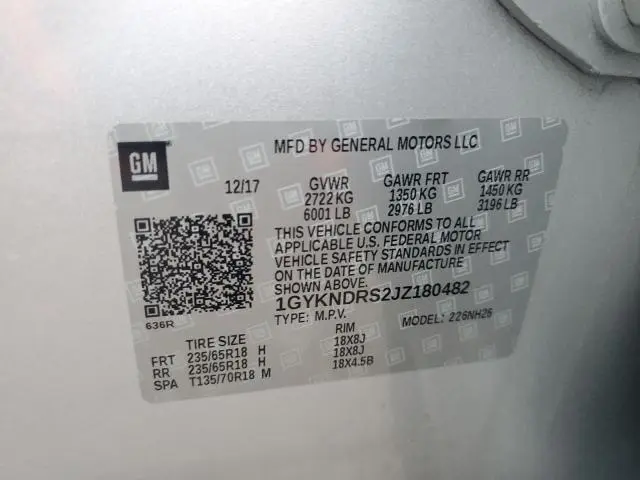 GM
MFD BY GENERAL MOTORS LLC
12/17 GVWR GAWR FRT GAWR RR
2722 KG 1350 KG 1450 KG
6001 LB 2976 LB 3196 LB
THIS VEHICLE CONFORMS TO ALL
APPLICABLE U.S. FEDERAL MOTOR
VEHICLE SAFETY STANDARDS IN EFFECT
ON THE DATE OF MANUFACTURE
SHOWN ABOVE.
1GYKNDRS2JZ180482
TYPE: M.P.V. MODEL: 226NH26
636R
TIRE SIZE RIM
FRT 235/65R18 H 18X8J
RR 235/65R18 H 18X8J
SPA T135/70R18 M 18X4.5B